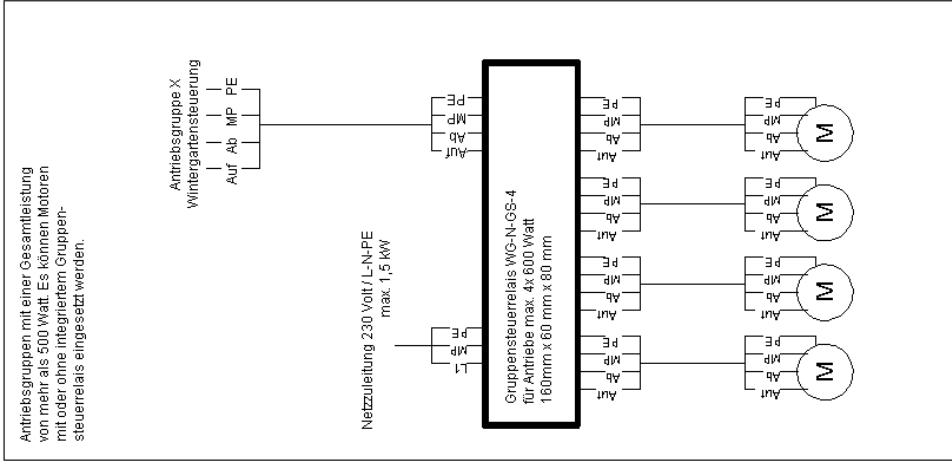 Antriebsgruppen mit einer Gesamtleistung
von mehr als 500 Watt. Es können Motoren
mit oder ohne integriertem Gruppen-
steuerrelais eingesetzt werden.
Antriebsgruppe X
Wintergartensteuerung
Auf Ab MP PE
Netzzuleitung 230 Volt / L-N-PE
max. 1,5 kW
Auf
Ab
MP
PE
L1
MP
PE
Gruppensteuerrelais WG-N-GS-4
für Antriebe max. 4x 600 Watt
160mm x 60 mm x 80 mm
Auf
Ab
MP
PE
Auf
Ab
MP
PE
Auf
Ab
MP
PE
Auf
Ab
MP
PE
Auf
Ab
MP
PE
M
Auf
Ab
MP
PE
M
Auf
Ab
MP
PE
M
Auf
Ab
MP
PE
M